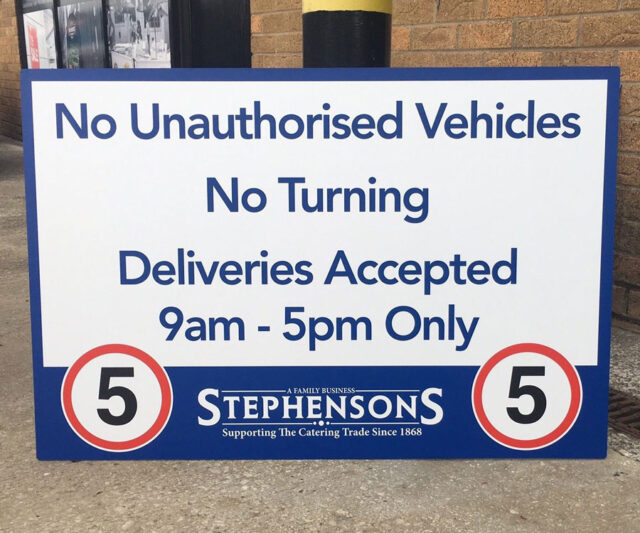 No Unauthorised Vehicles
No Turning
Deliveries Accepted
9am - 5pm Only
5
A FAMILY BUSINESS
STEPHENSONS
Supporting The Catering Trade Since 1868
5